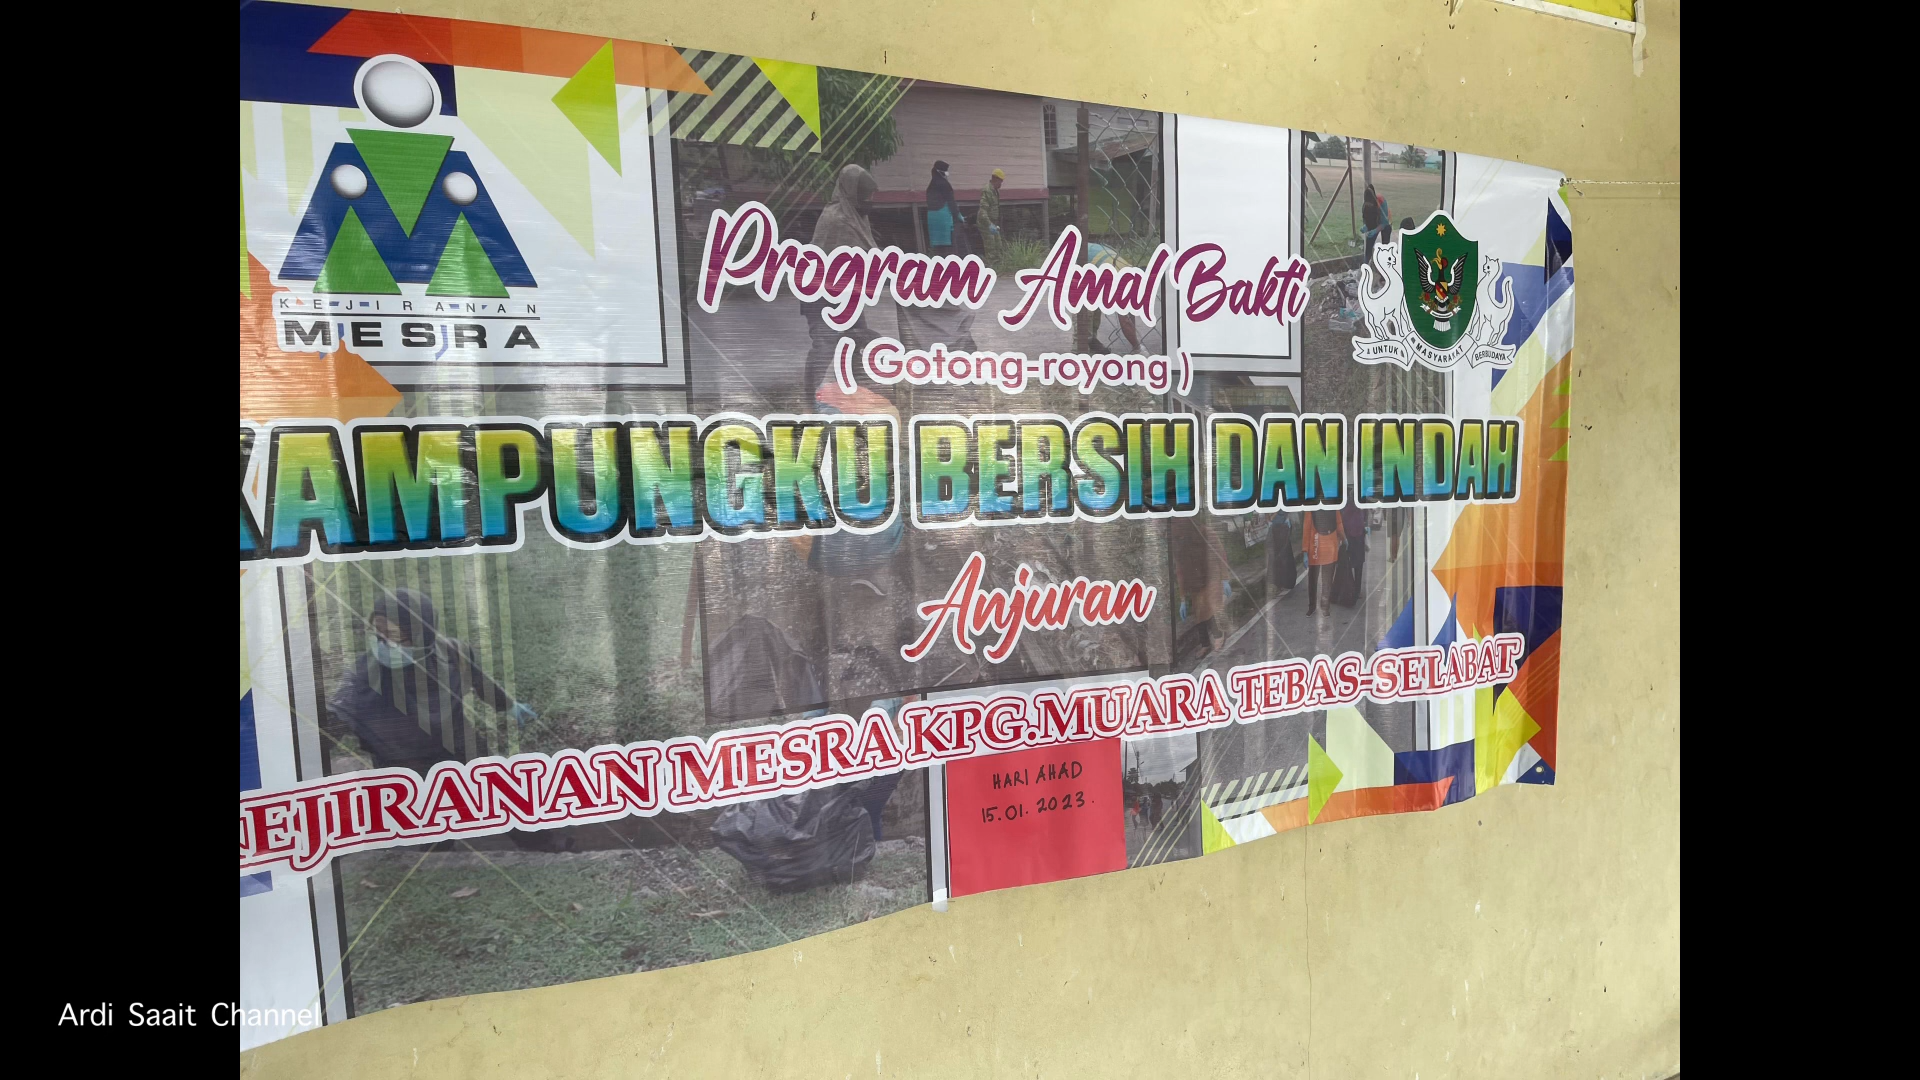 KEJIRANAN
MESRA
Program Amal Bakti
( Gotong-royong )
UNTUK MASYARAKAT BERBUDAYA
KAMPUNGKU BERSIH DAN INDAH
Anjuran
KEJIRANAN MESRA KPG.MUARA TEBAS-SELABAT
HARI AHAD
15.01.2023.
Ardi Saait Channel